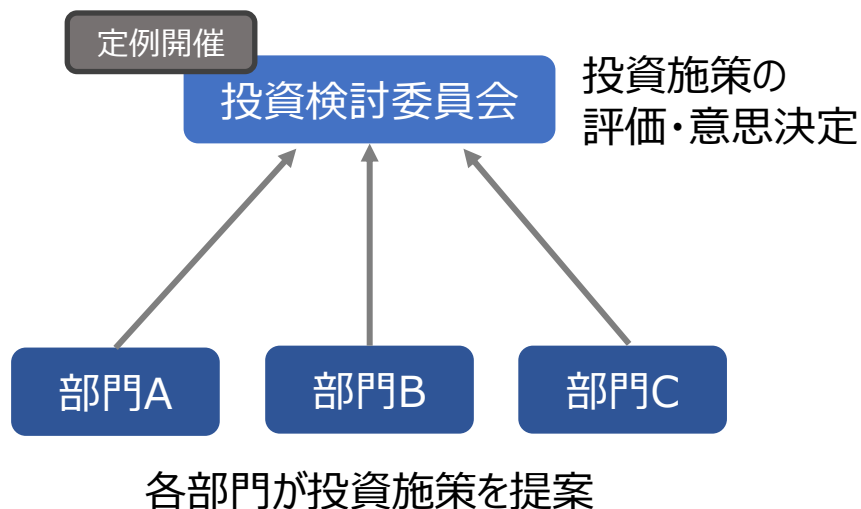 定例開催
投資検討委員会
投資施策の
評価・意思決定
部門A
部門B
部門C
各部門が投資施策を提案